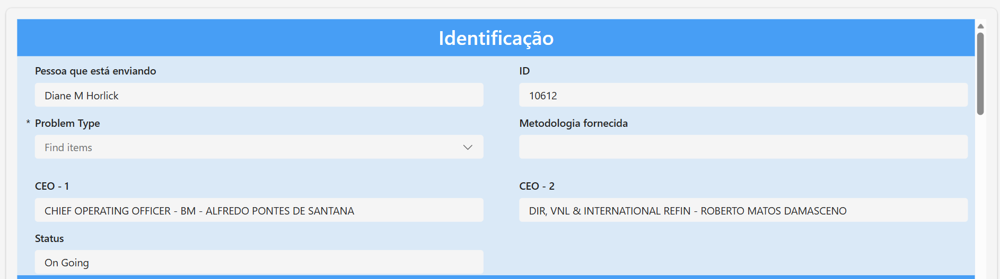 Identificação
Pessoa que está enviando
ID
Diane M Horlick
10612
* Problem Type
Metodologia fornecida
Find items
CEO - 1
CEO - 2
CHIEF OPERATING OFFICER - BM - ALFREDO PONTES DE SANTANA
DIR, VNL & INTERNATIONAL REFIN - ROBERTO MATOS DAMASCENO
Status
On Going